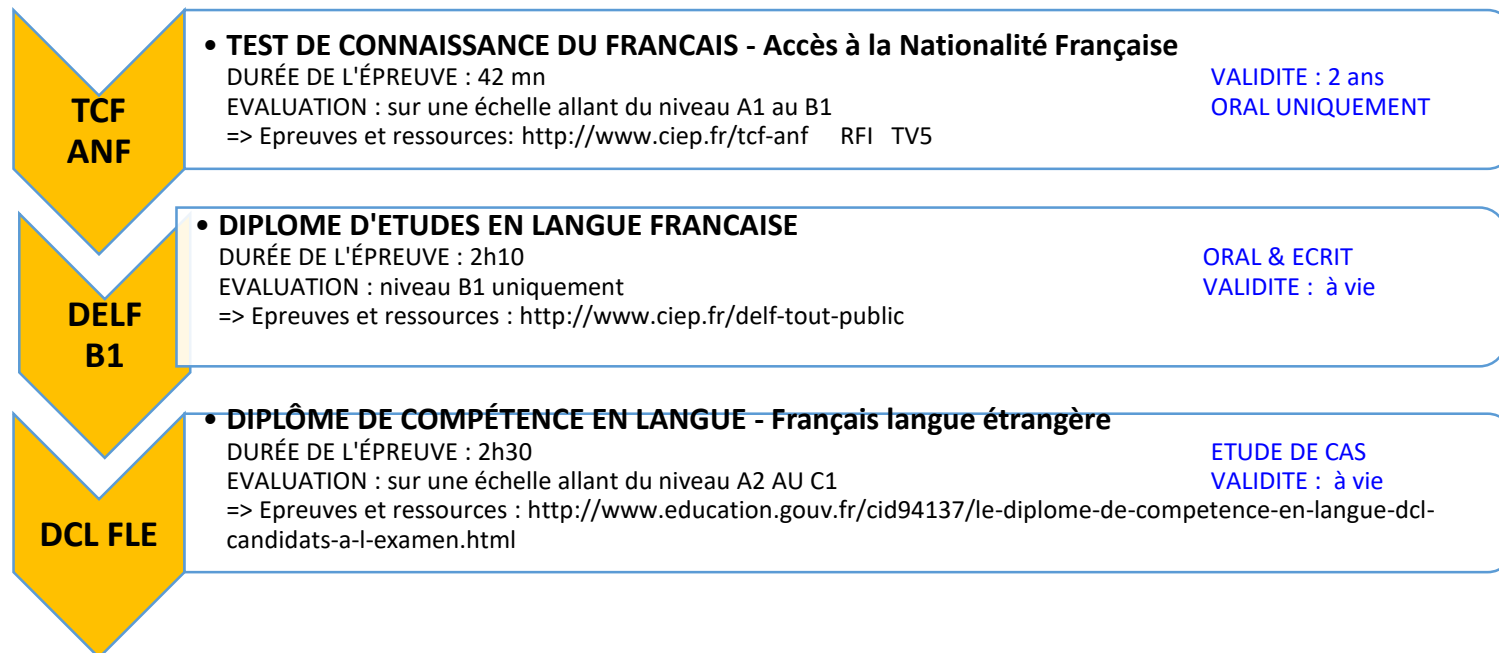 TCF
ANF
• TEST DE CONNAISSANCE DU FRANCAIS - Accès à la Nationalité Française
DURÉE DE L'ÉPREUVE : 42 mn VALIDITE : 2 ans
EVALUATION : sur une échelle allant du niveau A1 au B1 ORAL UNIQUEMENT
=> Epreuves et ressources: http://www.ciep.fr/tcf-anf RFI TV5
DELF
B1
• DIPLOME D'ETUDES EN LANGUE FRANCAISE
DURÉE DE L'ÉPREUVE : 2h10 ORAL & ECRIT
EVALUATION : niveau B1 uniquement VALIDITE : à vie
=> Epreuves et ressources : http://www.ciep.fr/delf-tout-public
DCL FLE
• DIPLÔME DE COMPÉTENCE EN LANGUE - Français langue étrangère
DURÉE DE L'ÉPREUVE : 2h30 ETUDE DE CAS
EVALUATION : sur une échelle allant du niveau A2 AU C1 VALIDITE : à vie
=> Epreuves et ressources : http://www.education.gouv.fr/cid94137/le-diplome-de-competence-en-langue-dcl-
candidats-a-l-examen.html